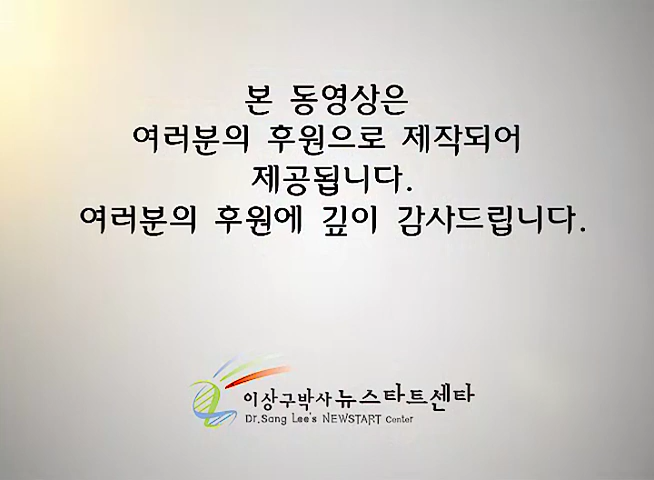 본 동영상은
여러분의 후원으로 제작되어
제공됩니다.
여러분의 후원에 깊이 감사드립니다.
이상구박사 뉴스타트센타
Dr.Sang Lee's NEWSTART Center